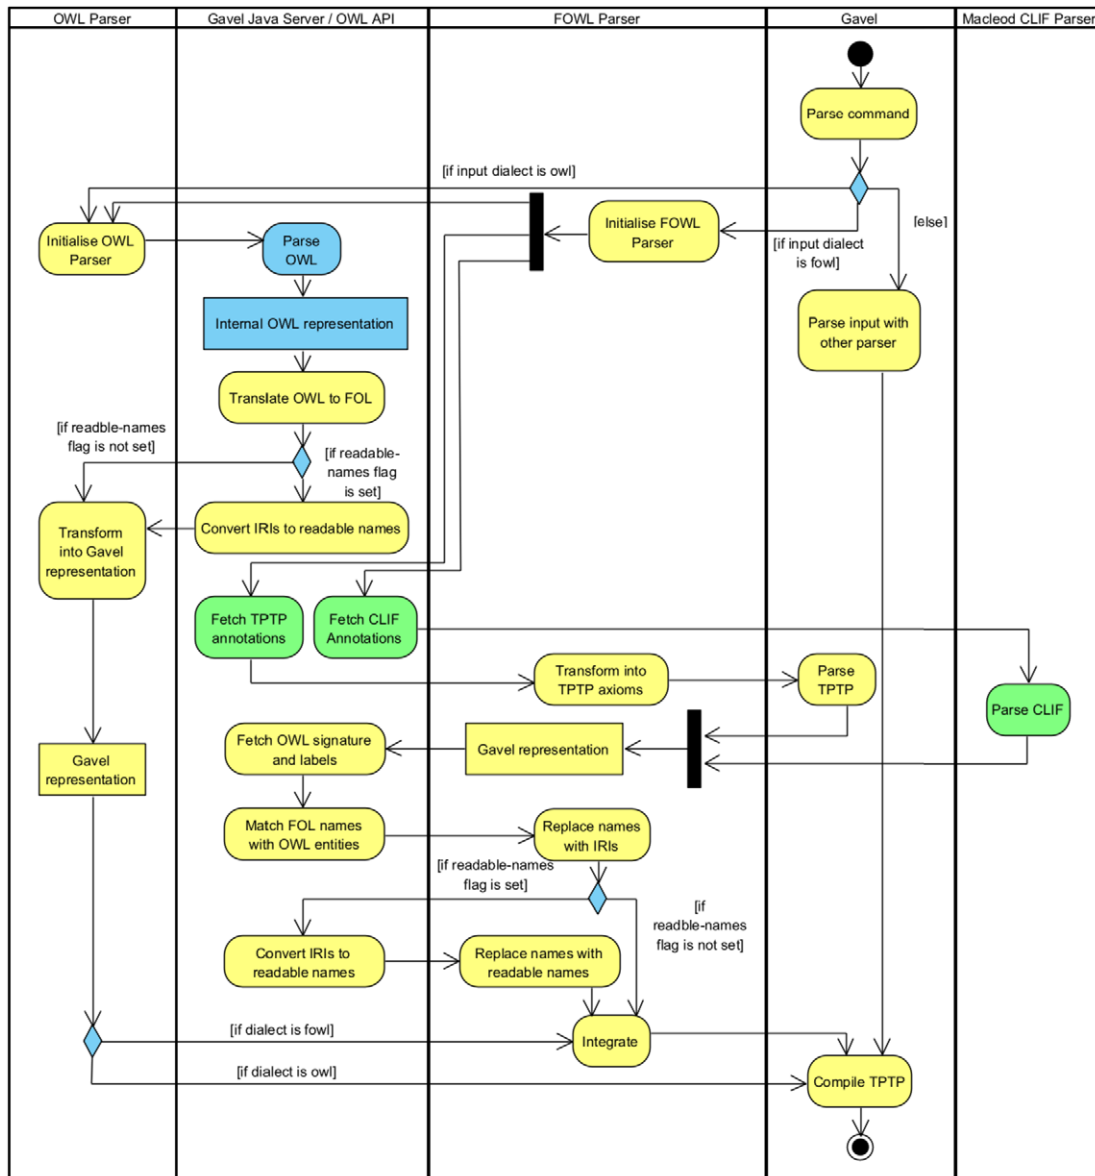 OWL Parser
Gavel Java Server / OWL API
FOWL Parser
Gavel
Macleod CLIF Parser
Parse command
[if input dialect is owl]
Initialise OWL
Parser
Parse
OWL
Initialise FOWL
Parser
[if input dialect
is fowl]
[else]
Internal OWL representation
Parse input with
other parser
Translate OWL to FOL
[if readble-names
flag is not set]
[if readable-
names flag
is set]
Transform
into Gavel
representation
Convert IRIs to readable names
Fetch TPTP
annotations
Fetch CLIF
Annotations
Transform into
TPTP axioms
Parse
TPTP
Parse CLIF
Fetch OWL signature
and labels
Gavel representation
Gavel
representation
Match FOL names
with OWL entities
Replace names
with IRIs
[if readable-names
flag is set]
[if
readble-names
flag is not set]
Convert IRIs to
readable names
Replace names with
readable names
[if dialect is fowl]
Integrate
[if dialect is owl]
Compile TPTP